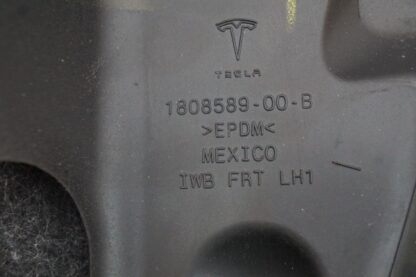 TESLA
1808589-00-B
>EPDM<
MEXICO
IWB FRT LH1